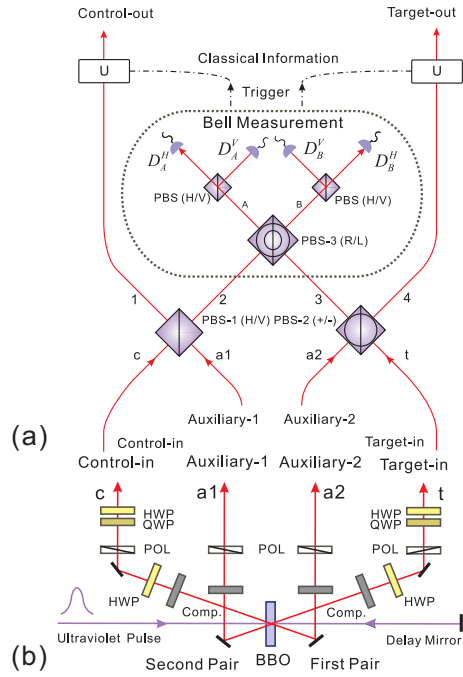 Control-out
Target-out
U
Classical Information
U
Trigger
Bell Measurement
D_A^H
D_A^V
D_B^V
D_B^H
PBS (H/V)
A
B
PBS (H/V)
PBS-3 (R/L)
1
2
3
4
PBS-1 (H/V)
PBS-2 (+/-)
c
a1
a2
t
Auxiliary-1
Auxiliary-2
(a)
Control-in
Target-in
Control-in
Auxiliary-1
Auxiliary-2
Target-in
c
a1
a2
t
HWP
QWP
HWP
QWP
POL
POL
POL
HWP
Comp.
Comp.
HWP
Ultraviolet Pulse
Delay Mirror
(b)
Second Pair
BBO
First Pair